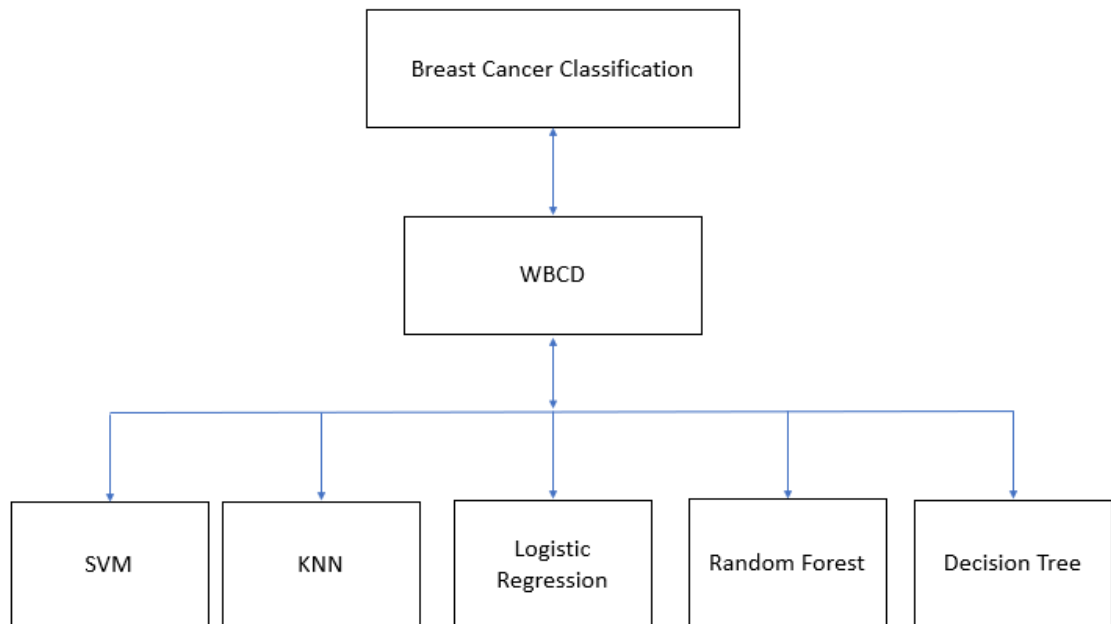 Breast Cancer Classification
WBCD
SVM
KNN
Logistic
Regression
Random Forest
Decision Tree